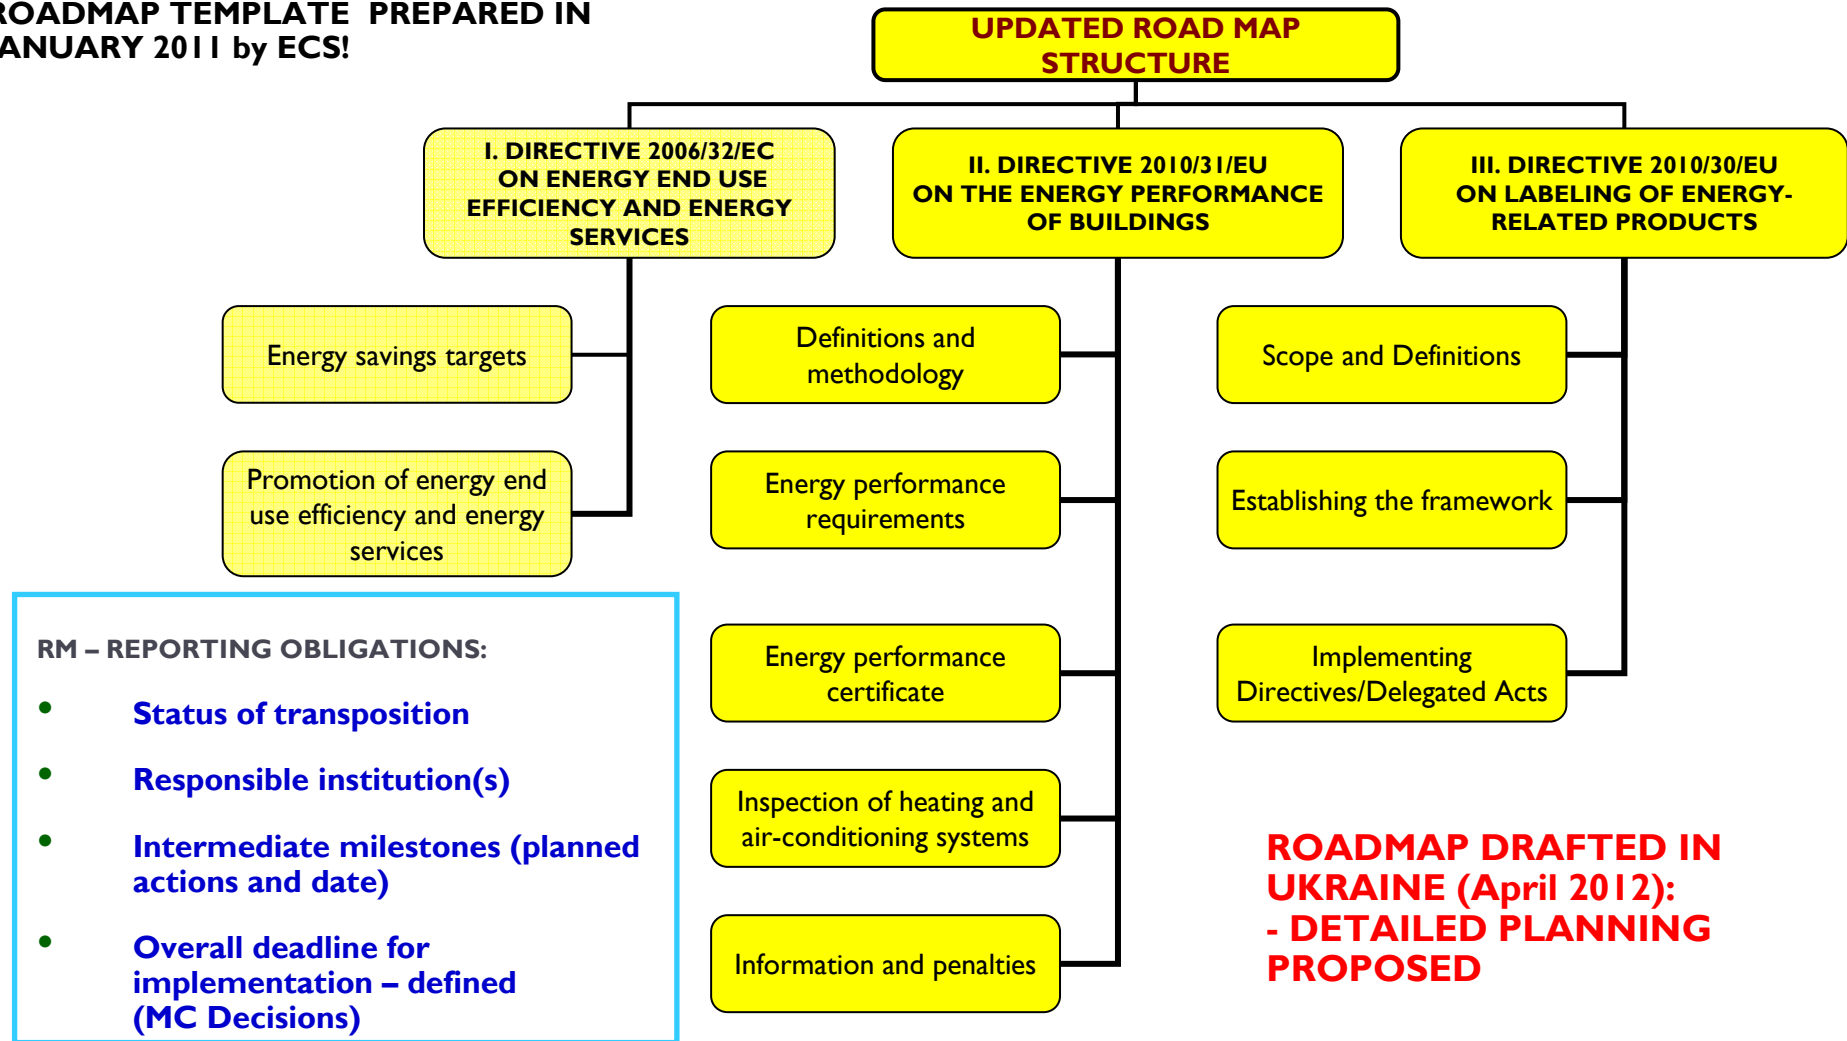 ROADMAP TEMPLATE PREPARED IN
JANUARY 2011 by ECS!
UPDATED ROAD MAP
STRUCTURE
I. DIRECTIVE 2006/32/EC
ON ENERGY END USE
EFFICIENCY AND ENERGY
SERVICES
II. DIRECTIVE 2010/31/EU
ON THE ENERGY PERFORMANCE
OF BUILDINGS
III. DIRECTIVE 2010/30/EU
ON LABELING OF ENERGY-
RELATED PRODUCTS
Energy savings targets
Promotion of energy end
use efficiency and energy
services
Definitions and
methodology
Energy performance
requirements
Energy performance
certificate
Inspection of heating and
air-conditioning systems
Information and penalties
Scope and Definitions
Establishing the framework
Implementing
Directives/Delegated Acts
RM – REPORTING OBLIGATIONS:
• Status of transposition
• Responsible institution(s)
• Intermediate milestones (planned
actions and date)
• Overall deadline for
implementation – defined
(MC Decisions)
ROADMAP DRAFTED IN
UKRAINE (April 2012):
- DETAILED PLANNING
PROPOSED